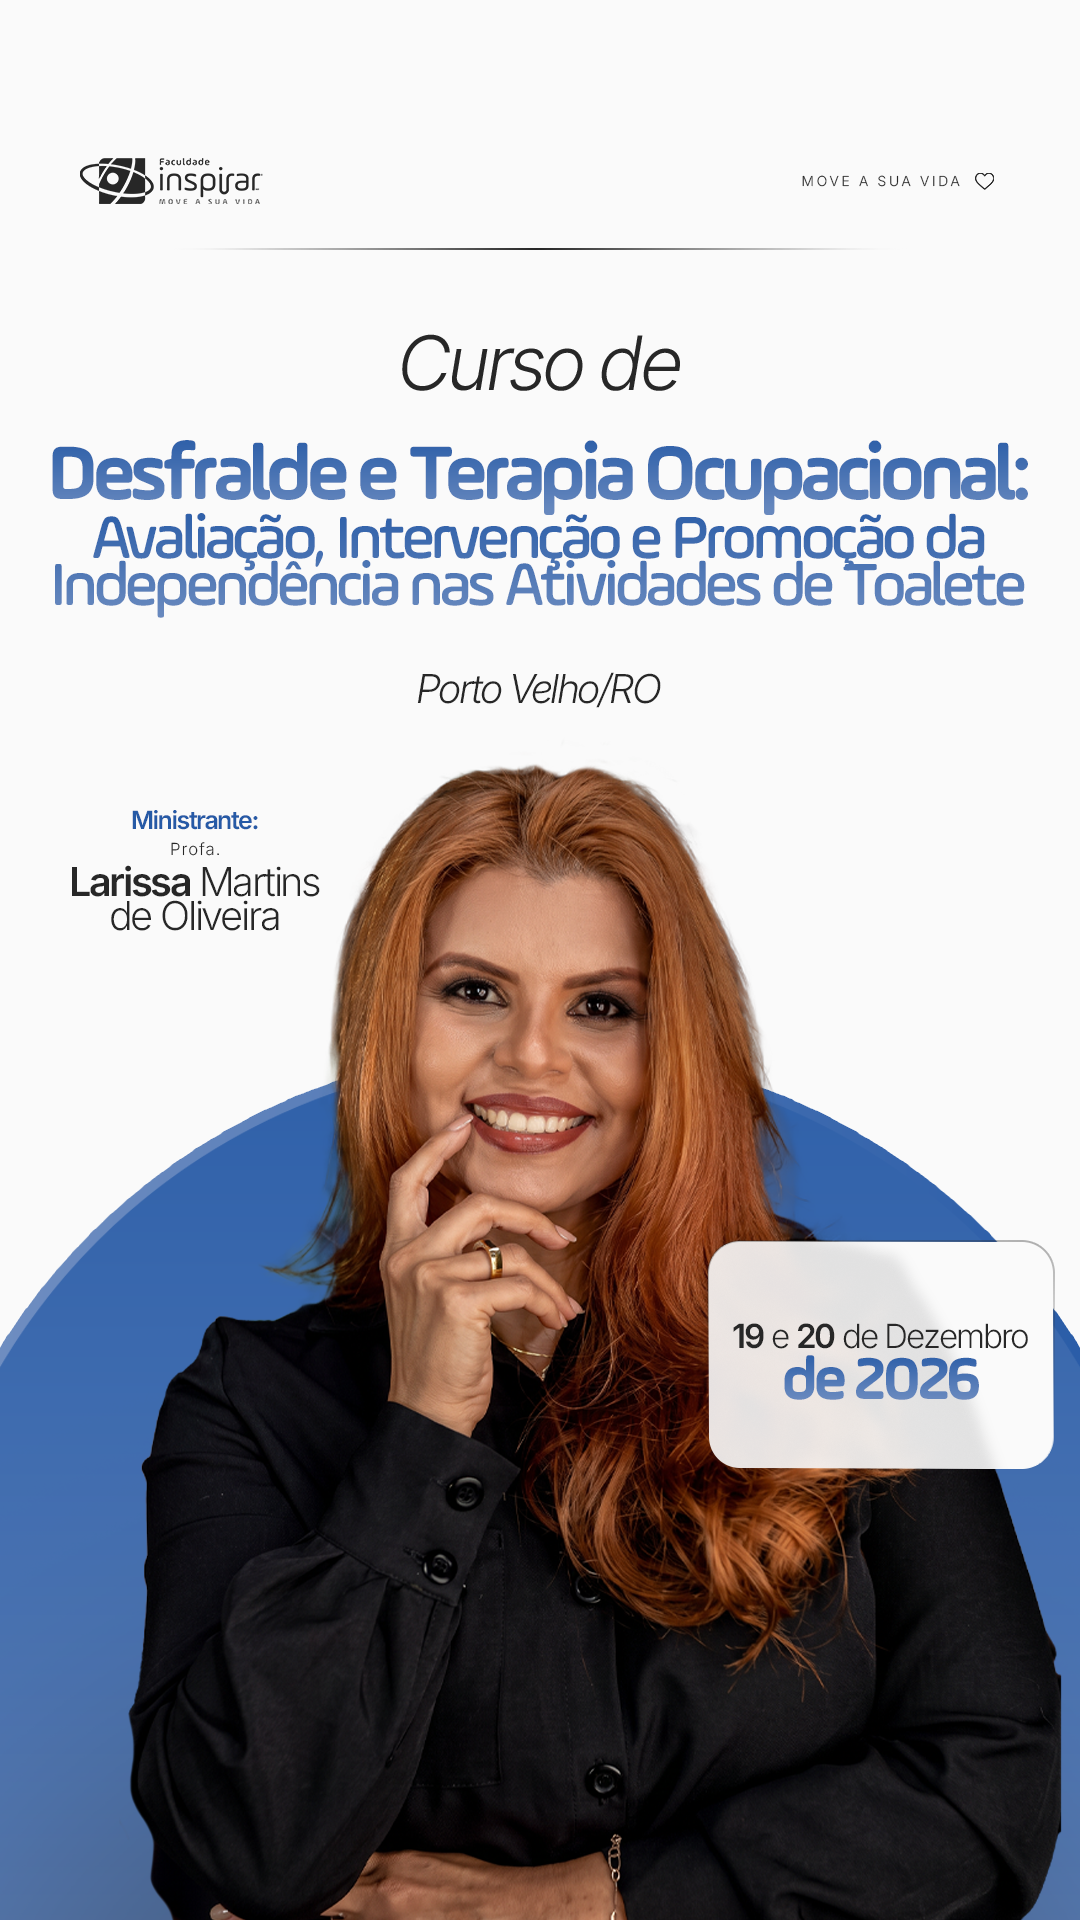 Faculdade
inspirar
MOVE A SUA VIDA
MOVE A SUA VIDA
Curso de
Desfralde e Terapia Ocupacional:
Avaliação, Intervenção e Promoção da
Independência nas Atividades de Toalete
Porto Velho/RO
Ministrante:
Profa.
Larissa Martins
de Oliveira
19 e 20 de Dezembro
de 2026